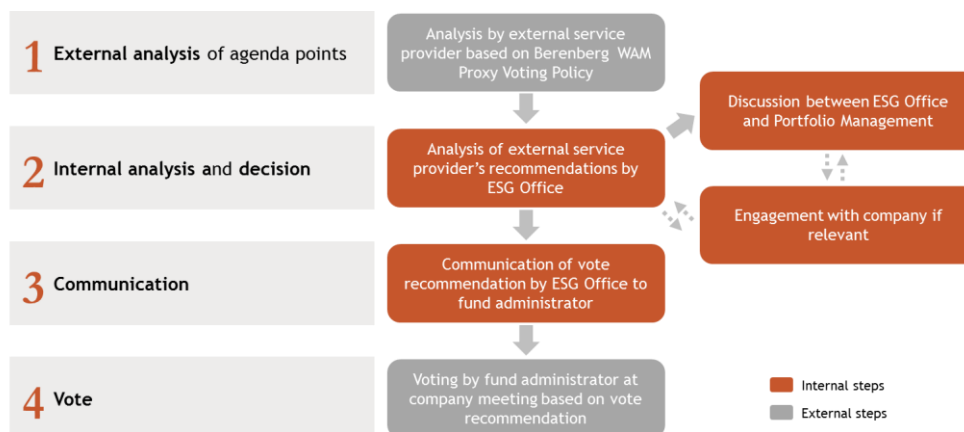 1 External analysis of agenda points
Analysis by external service
provider based on Berenberg WAM
Proxy Voting Policy
Discussion between ESG Office
and Portfolio Management
2 Internal analysis and decision
Analysis of external service
provider's recommendations by
ESG Office
Engagement with company if
relevant
3 Communication
Communication of vote
recommendation by ESG Office to
fund administrator
4 Vote
Voting by fund administrator at
company meeting based on vote
recommendation
Internal steps
External steps